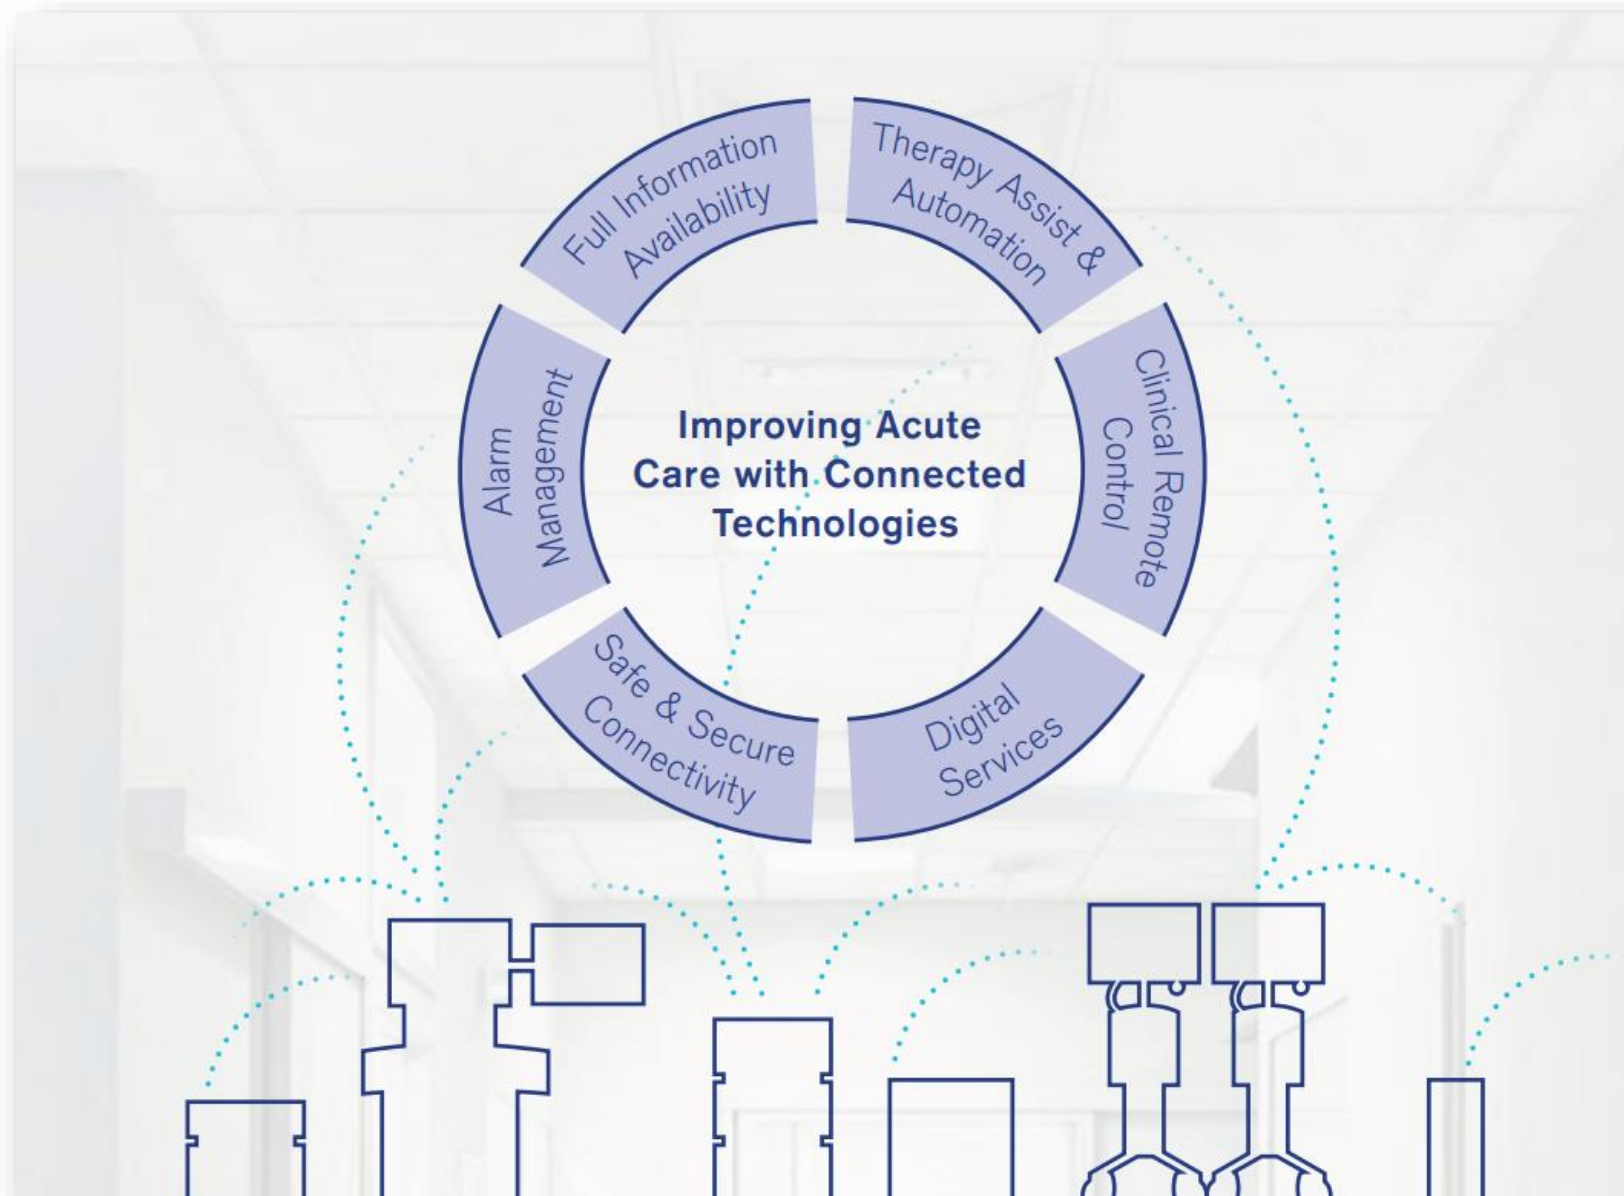 Full Information
Availability
Therapy Assist &
Automation
Alarm
Management
Improving Acute
Care with Connected
Technologies
Clinical Remote
Control
Safe & Secure
Connectivity
Digital
Services